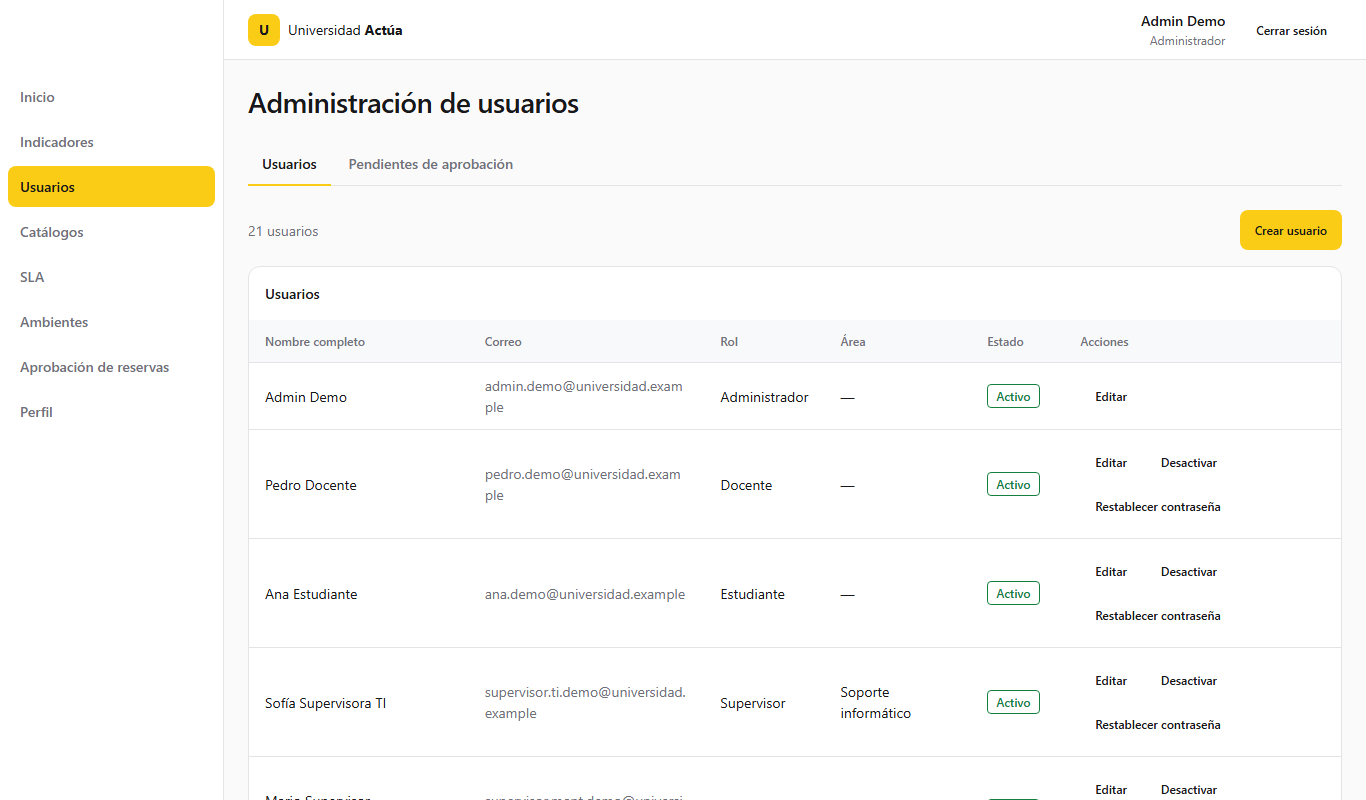 U Universidad Actúa
Admin Demo
Administrador
Cerrar sesión
Inicio
Indicadores
Usuarios
Catálogos
SLA
Ambientes
Aprobación de reservas
Perfil
Administración de usuarios
Usuarios Pendientes de aprobación
21 usuarios
Crear usuario
Usuarios
Nombre completo Correo Rol Área Estado Acciones
Admin Demo admin.demo@universidad.exam
ple Administrador — Activo Editar
Pedro Docente pedro.demo@universidad.exam
ple Docente — Activo Editar Desactivar
Restablecer contraseña
Ana Estudiante ana.demo@universidad.example Estudiante — Activo Editar Desactivar
Restablecer contraseña
Sofía Supervisora TI supervisor.ti.demo@universidad.
example Supervisor Soporte
informático Activo Editar Desactivar
Restablecer contraseña
Editar Desactivar